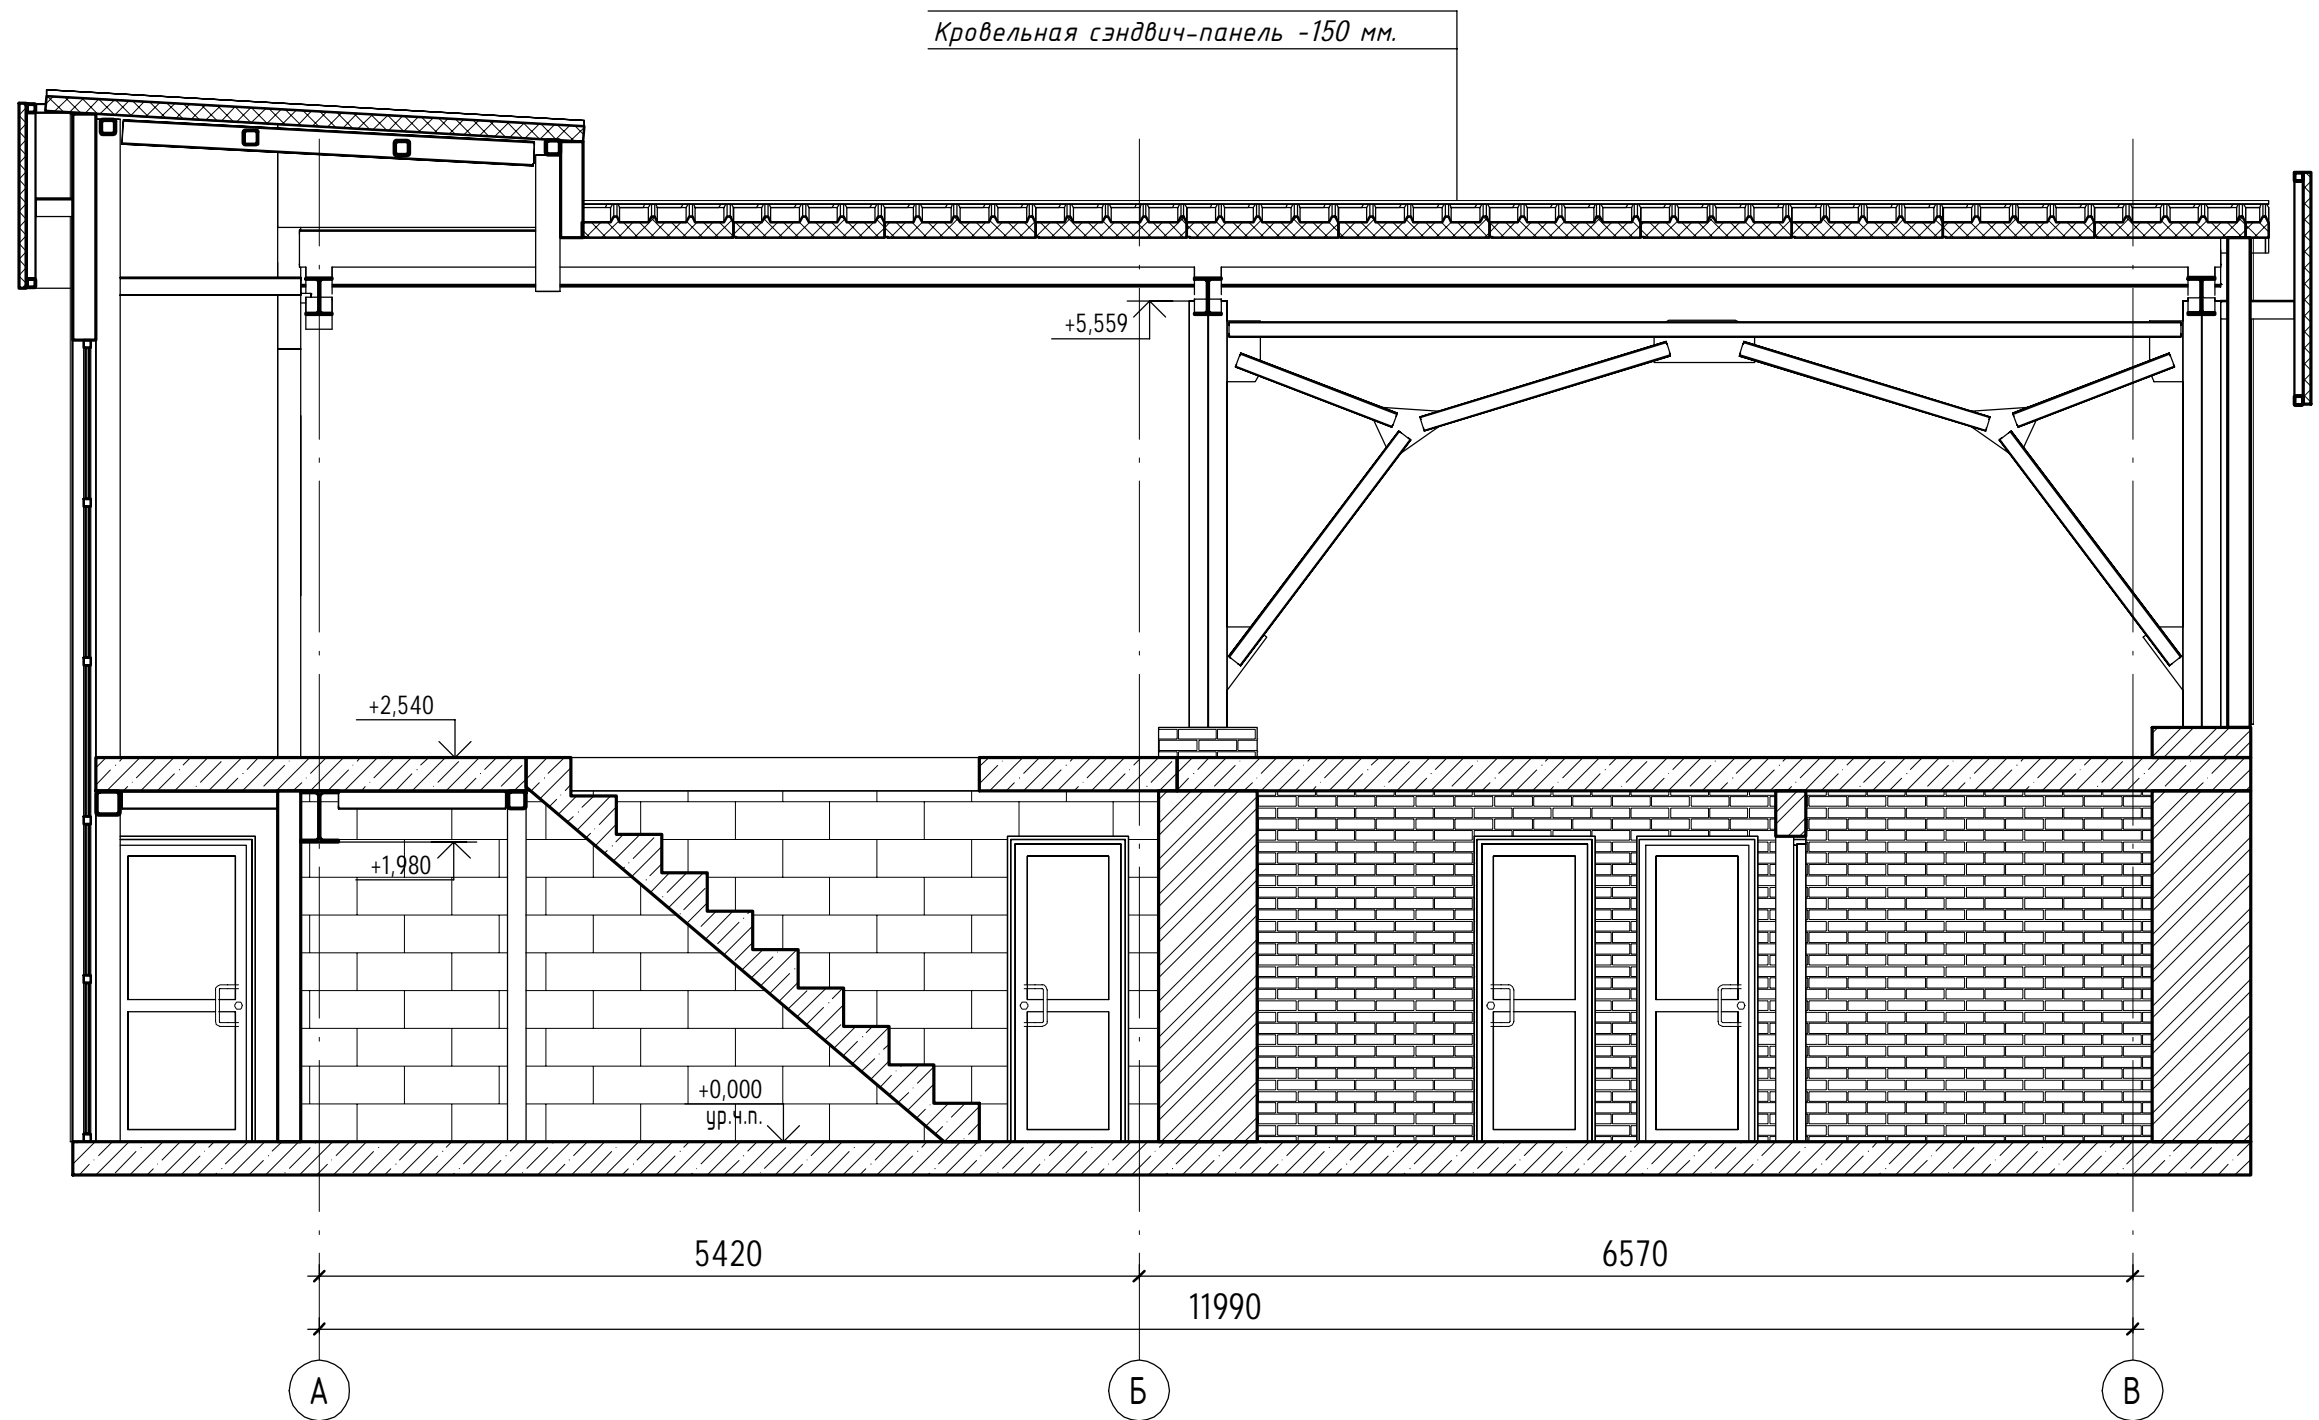 Кровельная сэндвич-панель -150 мм.
+5,559
+2,540
+1,980
+0,000
ур.ч.п.
5420
6570
11990
А
Б
В